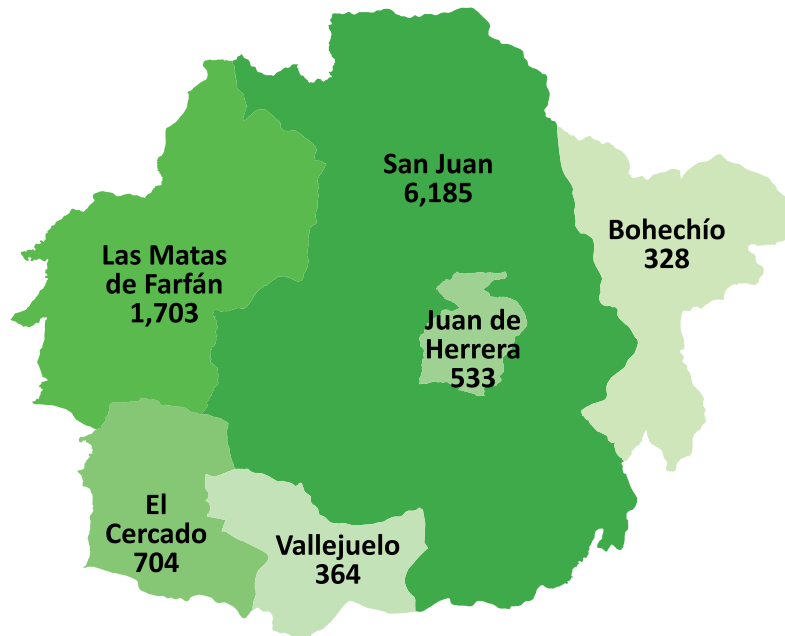 San Juan
6,185
Bohechío
328
Las Matas
de Farfán
1,703
Juan de
Herrera
533
El
Cercado
704
Vallejuelo
364